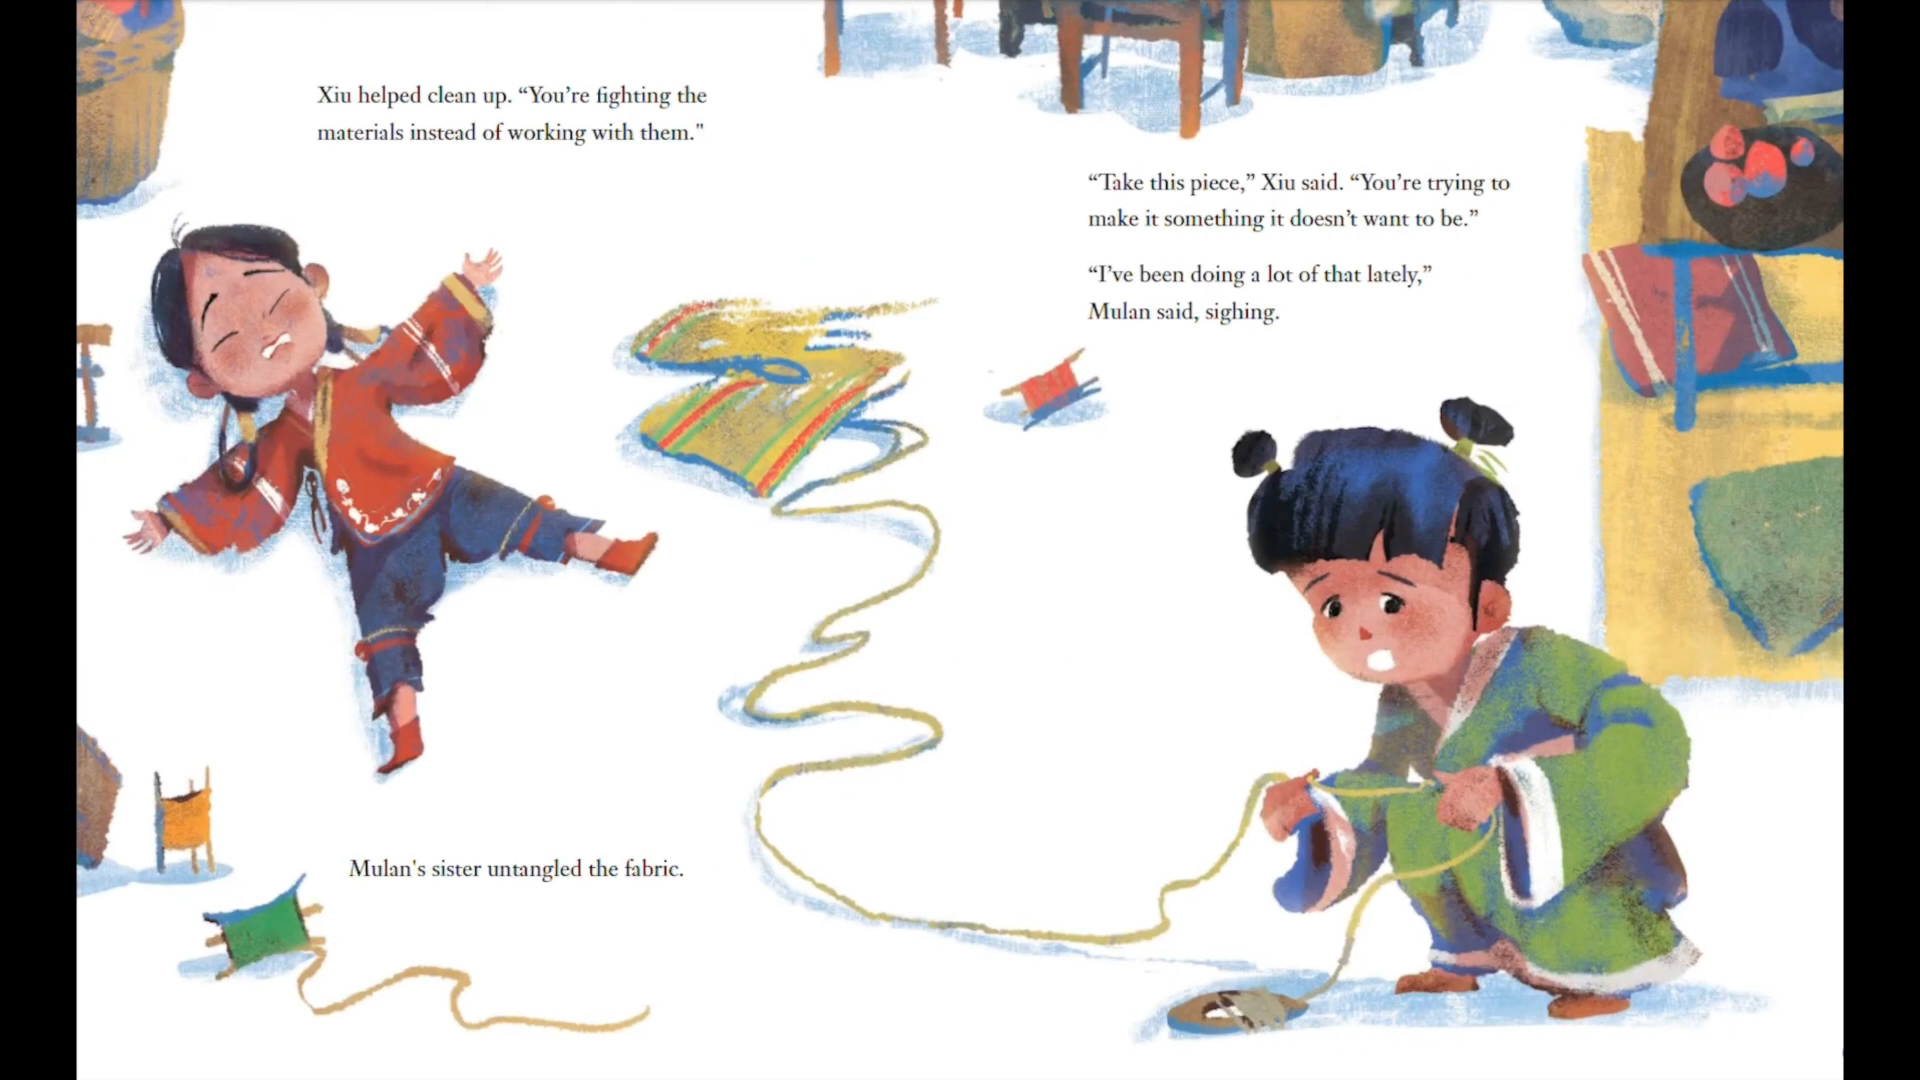 Xiu helped clean up. “You’re fighting the
materials instead of working with them."
“Take this piece,” Xiu said. “You’re trying to
make it something it doesn’t want to be.”
“I’ve been doing a lot of that lately,”
Mulan said, sighing.
Mulan's sister untangled the fabric.